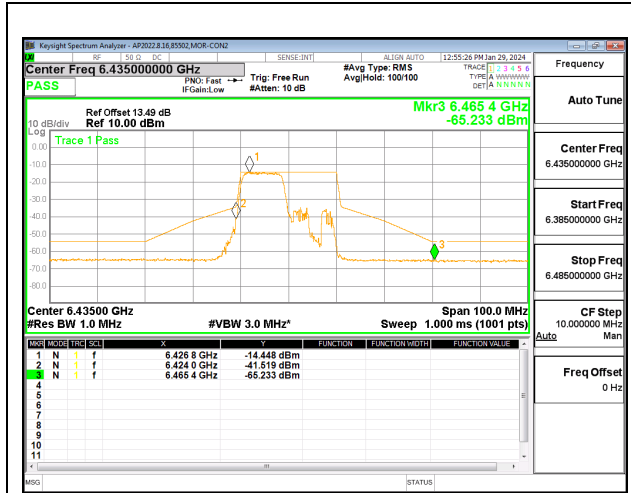 Keysight Spectrum Analyzer - AP2022.8.16,85502,MOR-CON2
RF 50 Ω DC SENSE:INT ALIGN AUTO 12:55:26 PM Jan 29, 2024
Center Freq 6.435000000 GHz
PASS
PNO: Fast
IFGain:Low
Trig: Free Run
#Atten: 10 dB
#Avg Type: RMS
Avg|Hold: 100/100
TRACE 1 2 3 4 5 6
TYPE A WWWWW
DET A N N N N N
Frequency
Auto Tune
Center Freq
6.435000000 GHz
Start Freq
6.385000000 GHz
Stop Freq
6.485000000 GHz
CF Step
10.000000 MHz
Auto Man
Freq Offset
0 Hz
Ref Offset 13.49 dB
10 dB/div Ref 10.00 dBm
Mkr3 6.465 4 GHz
-65.233 dBm
Log
Trace 1 Pass
0.00
-10.0
-20.0
-30.0
-40.0
-50.0
-60.0
-70.0
-80.0
1
2
3
Center 6.43500 GHz Span 100.0 MHz
#Res BW 1.0 MHz #VBW 3.0 MHz* Sweep 1.000 ms (1001 pts)
MKR MODE TRC SCL X Y FUNCTION FUNCTION WIDTH FUNCTION VALUE
1 N 1 f 6.426 8 GHz -14.448 dBm
2 N 1 f 6.424 0 GHz -41.519 dBm
3 N 1 f 6.465 4 GHz -65.233 dBm
4
5
6
7
8
9
10
11
MSG STATUS